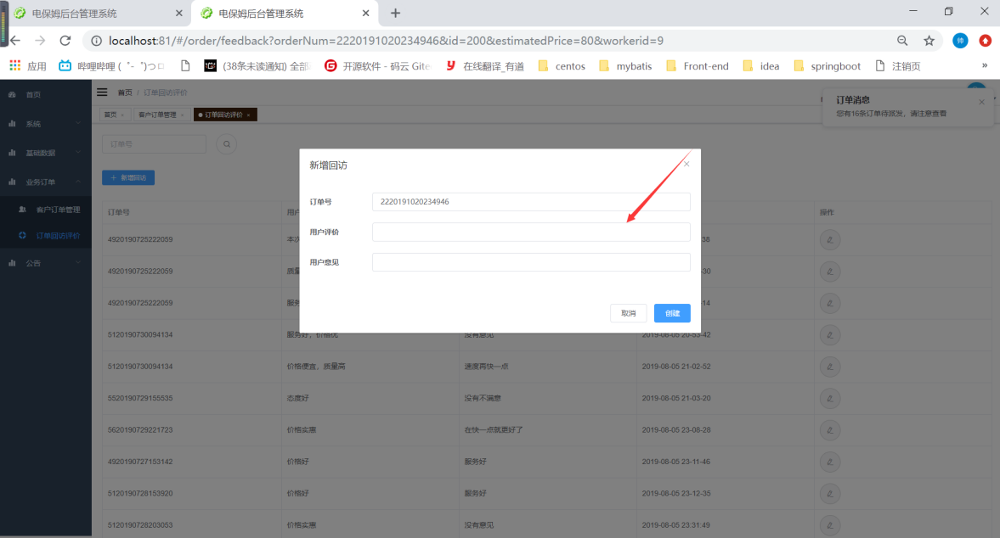 电保姆后台管理系统
电保姆后台管理系统
localhost:81/#/order/feedback?orderNum=2220191020234946&id=200&estimatedPrice=80&workerid=9
应用
哔哩哔哩 ( ゜- ゜)つロ
(38条未读通知) 全部
开源软件 - 码云 Gite
在线翻译_有道
centos
mybatis
Front-end
idea
springboot
注销页
»
首页
系统
基础数据
业务订单
客户订单管理
订单回访评价
公告
首页 / 订单回访评价
首页
客户订单管理
订单回访评价
订单消息
您有16条订单待派发，请注意查看
订单号
+ 新增回访
新增回访
订单号 2220191020234946
用户评价
用户意见
取消
创建
订单号 用户 操作
4920190725222059 本次 38
4920190725222059 质量 -30
4920190725222059 服务 14
5120190730094134 服务好，价格优 没有意见 2019-08-05 20-53-42
5120190730094134 价格便宜，质量高 速度再快一点 2019-08-05 21-02-52
5520190729155535 态度好 没有不满意 2019-08-05 21-03-20
5620190729221723 价格实惠 在快一点就更好了 2019-08-05 23-08-28
4920190727153142 价格好 服务好 2019-08-05 23-11-46
5120190728153920 价格好 服务好 2019-08-05 23-12-35
5120190728203053 价格实惠 没有意见 2019-08-05 23:31:49